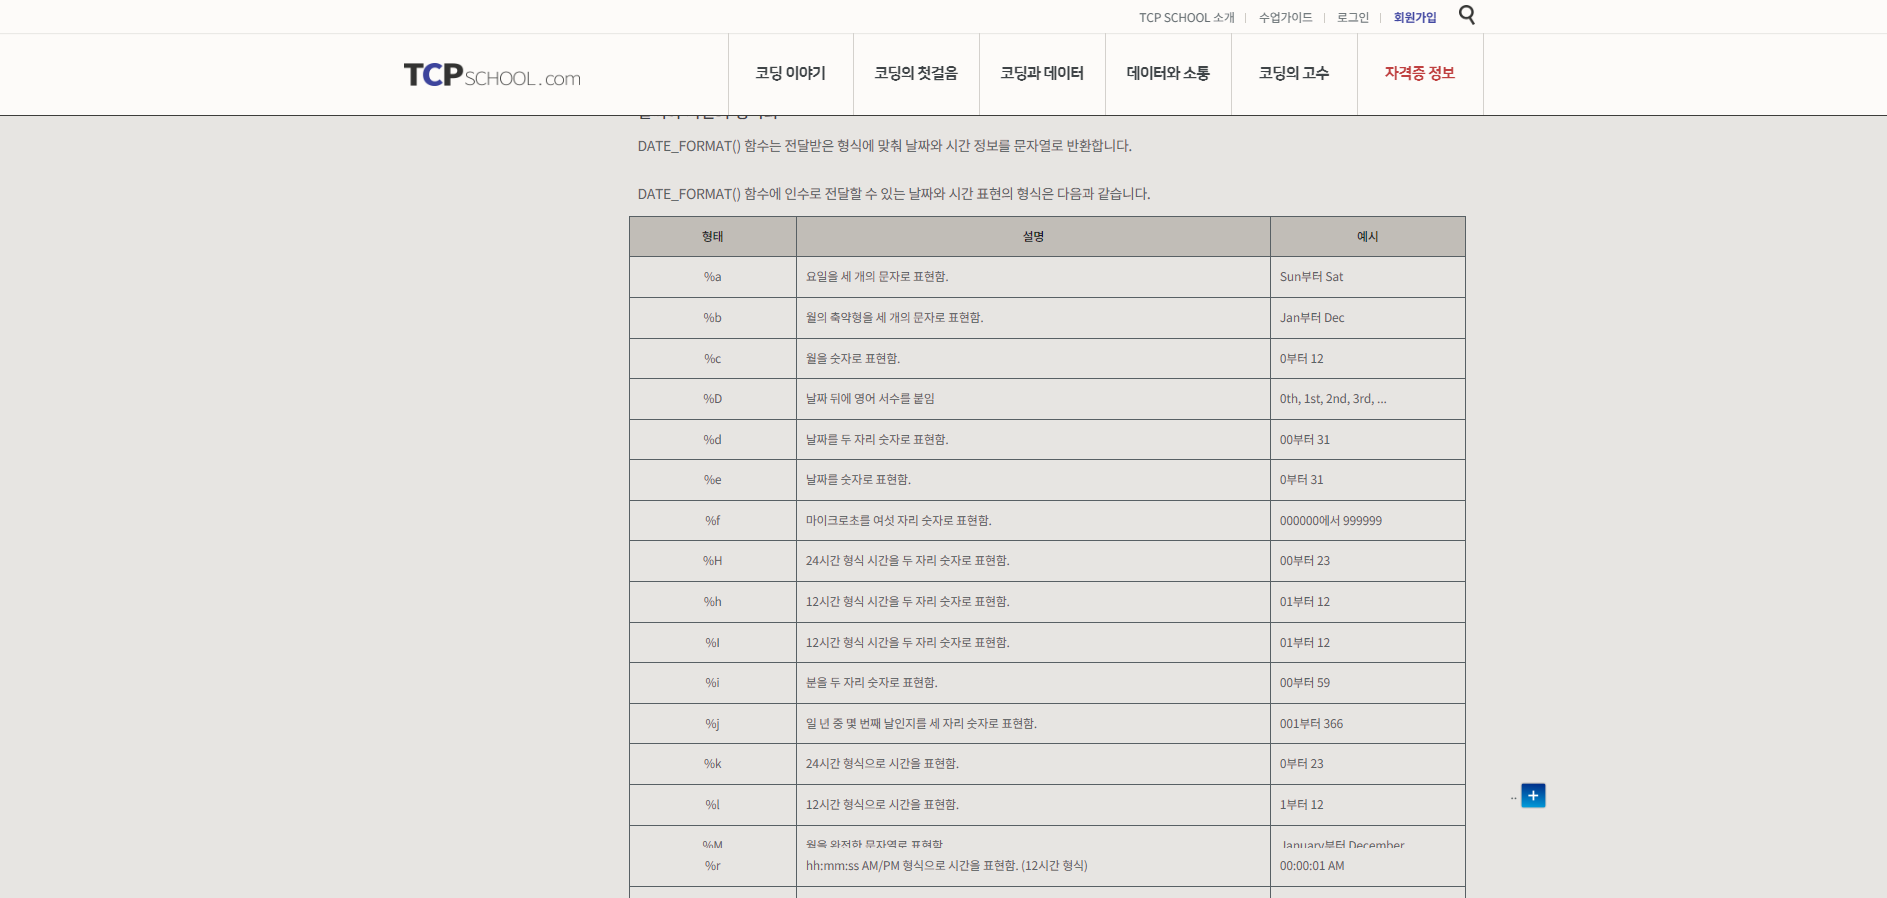 TCP SCHOOL 소개 수업가이드 로그인 회원가입
TCPSCHOOL.com
코딩 이야기 코딩의 첫걸음 코딩과 데이터 데이터와 소통 코딩의 고수 자격증 정보
DATE_FORMAT() 함수는 전달받은 형식에 맞춰 날짜와 시간 정보를 문자열로 반환합니다.
DATE_FORMAT() 함수에 인수로 전달할 수 있는 날짜와 시간 표현의 형식은 다음과 같습니다.
형태 설명 예시
%a 요일을 세 개의 문자로 표현함. Sun부터 Sat
%b 월의 축약형을 세 개의 문자로 표현함. Jan부터 Dec
%c 월을 숫자로 표현함. 0부터 12
%D 날짜 뒤에 영어 서수를 붙임 0th, 1st, 2nd, 3rd, ...
%d 날짜를 두 자리 숫자로 표현함. 00부터 31
%e 날짜를 숫자로 표현함. 0부터 31
%f 마이크로초를 여섯 자리 숫자로 표현함. 000000에서 999999
%H 24시간 형식 시간을 두 자리 숫자로 표현함. 00부터 23
%h 12시간 형식 시간을 두 자리 숫자로 표현함. 01부터 12
%I 12시간 형식 시간을 두 자리 숫자로 표현함. 01부터 12
%i 분을 두 자리 숫자로 표현함. 00부터 59
%j 일 년 중 몇 번째 날인지를 세 자리 숫자로 표현함. 001부터 366
%k 24시간 형식으로 시간을 표현함. 0부터 23
%l 12시간 형식으로 시간을 표현함. 1부터 12
%M 월을 완전한 문자열로 표현함 January부터 December
%r hh:mm:ss AM/PM 형식으로 시간을 표현함. (12시간 형식) 00:00:01 AM